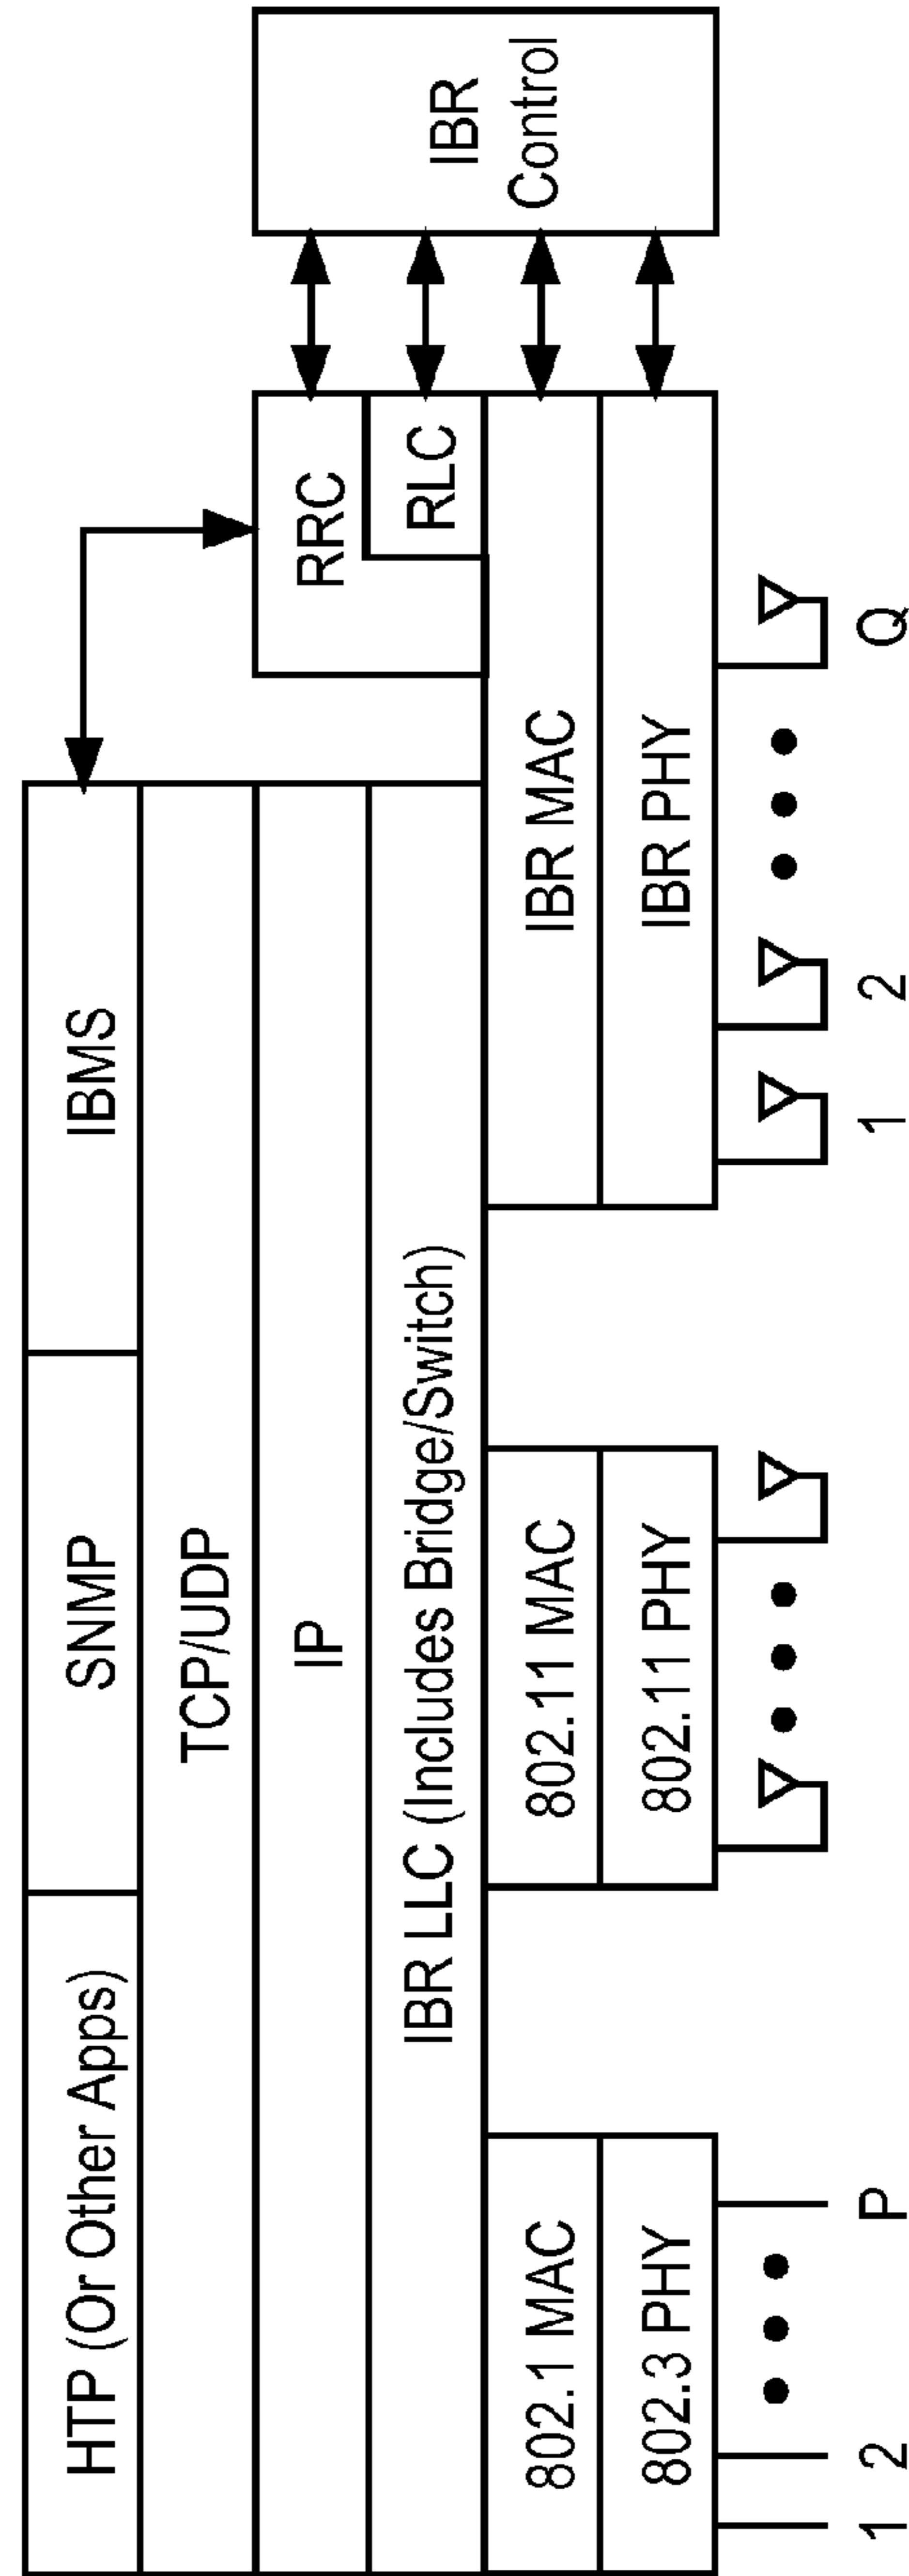 HTP (Or Other Apps)
SNMP
IBMS
TCP/UDP
IP
RRC
IBR
Control
IBR LLC (Includes Bridge/Switch)
RLC
802.1 MAC
802.11 MAC
IBR MAC
802.3 PHY
802.11 PHY
IBR PHY
1
2
P
1
2
Q